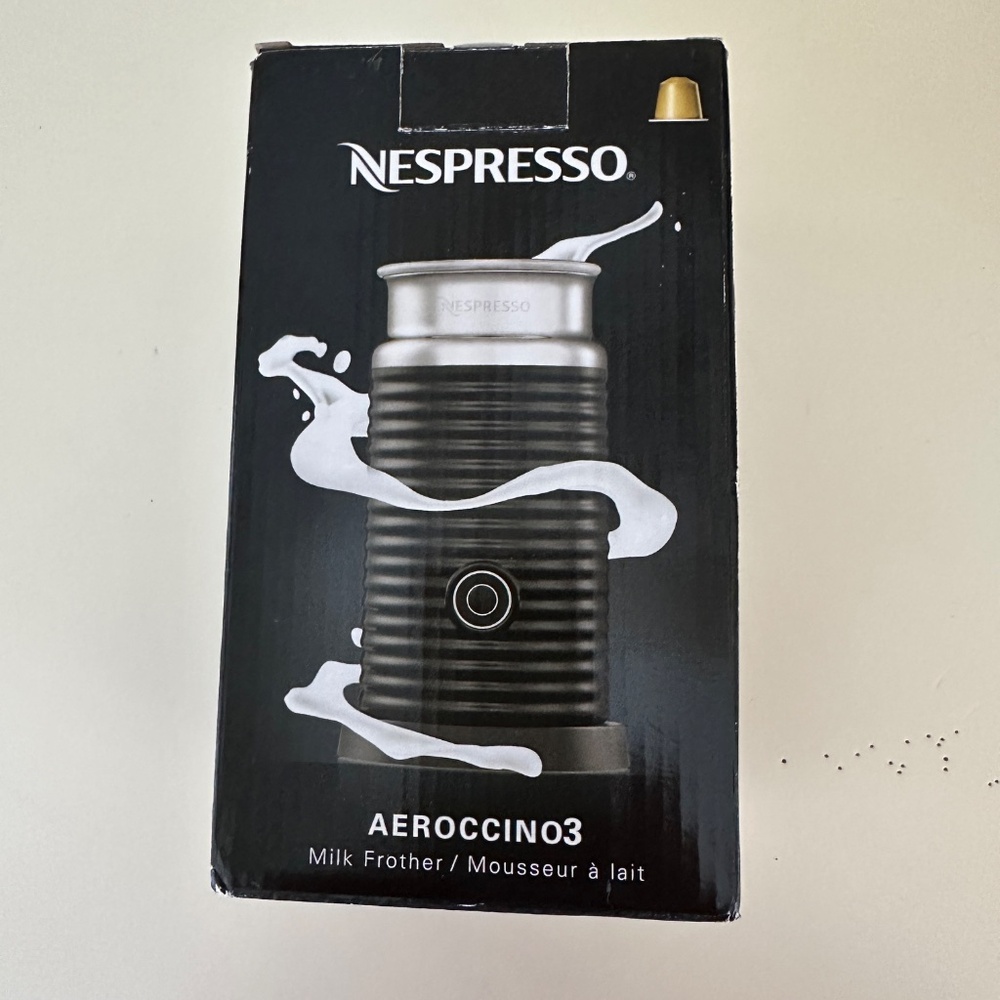 NESPRESSO®
NESPRESSO
AEROCCINO3
Milk Frother / Mousseur à lait